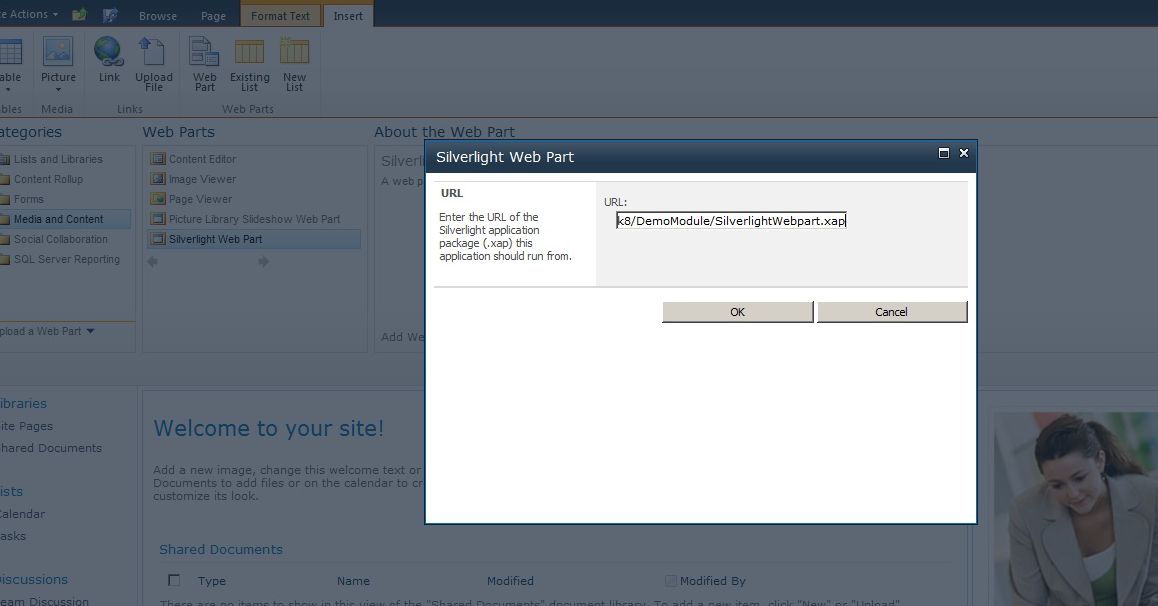 e Actions
Browse
Page
Format Text
Insert
able
Picture
Link
Upload
File
Web
Part
Existing
List
New
List
bles
Media
Links
Web Parts
ategories
Lists and Libraries
Content Rollup
Forms
Media and Content
Social Collaboration
SQL Server Reporting
pload a Web Part
Web Parts
Content Editor
Image Viewer
Page Viewer
Picture Library Slideshow Web Part
Silverlight Web Part
About the Web Part
Silverli
A web p
Add We
Silverlight Web Part
URL
Enter the URL of the
Silverlight application
package (.xap) this
application should run from.
URL:
k8/DemoModule/SilverlightWebpart.xap
OK
Cancel
ibraries
ite Pages
hared Documents
ists
Calendar
asks
iscussions
eam Discussion
Welcome to your site!
Add a new image, change this welcome text or
Documents to add files or on the calendar to cr
customize its look.
Shared Documents
Type Name Modified Modified By
There are no items to show in this view of the "Shared Documents" document library. To add a new item, click "New" or "Upload".